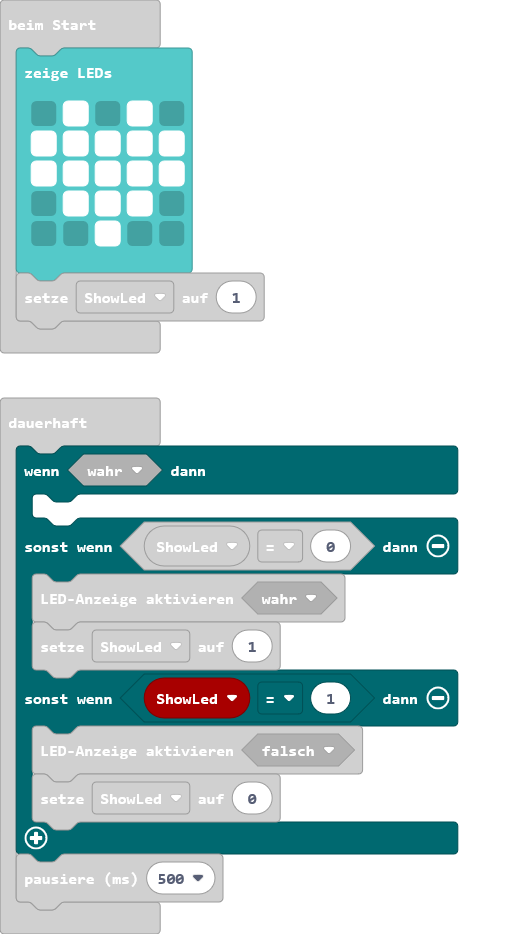 beim Start
zeige LEDs
setze ShowLed auf 1
dauerhaft
wenn wahr dann
sonst wenn ShowLed = 0 dann
LED-Anzeige aktivieren wahr
setze ShowLed auf 1
sonst wenn ShowLed = 1 dann
LED-Anzeige aktivieren falsch
setze ShowLed auf 0
pausiere (ms) 500